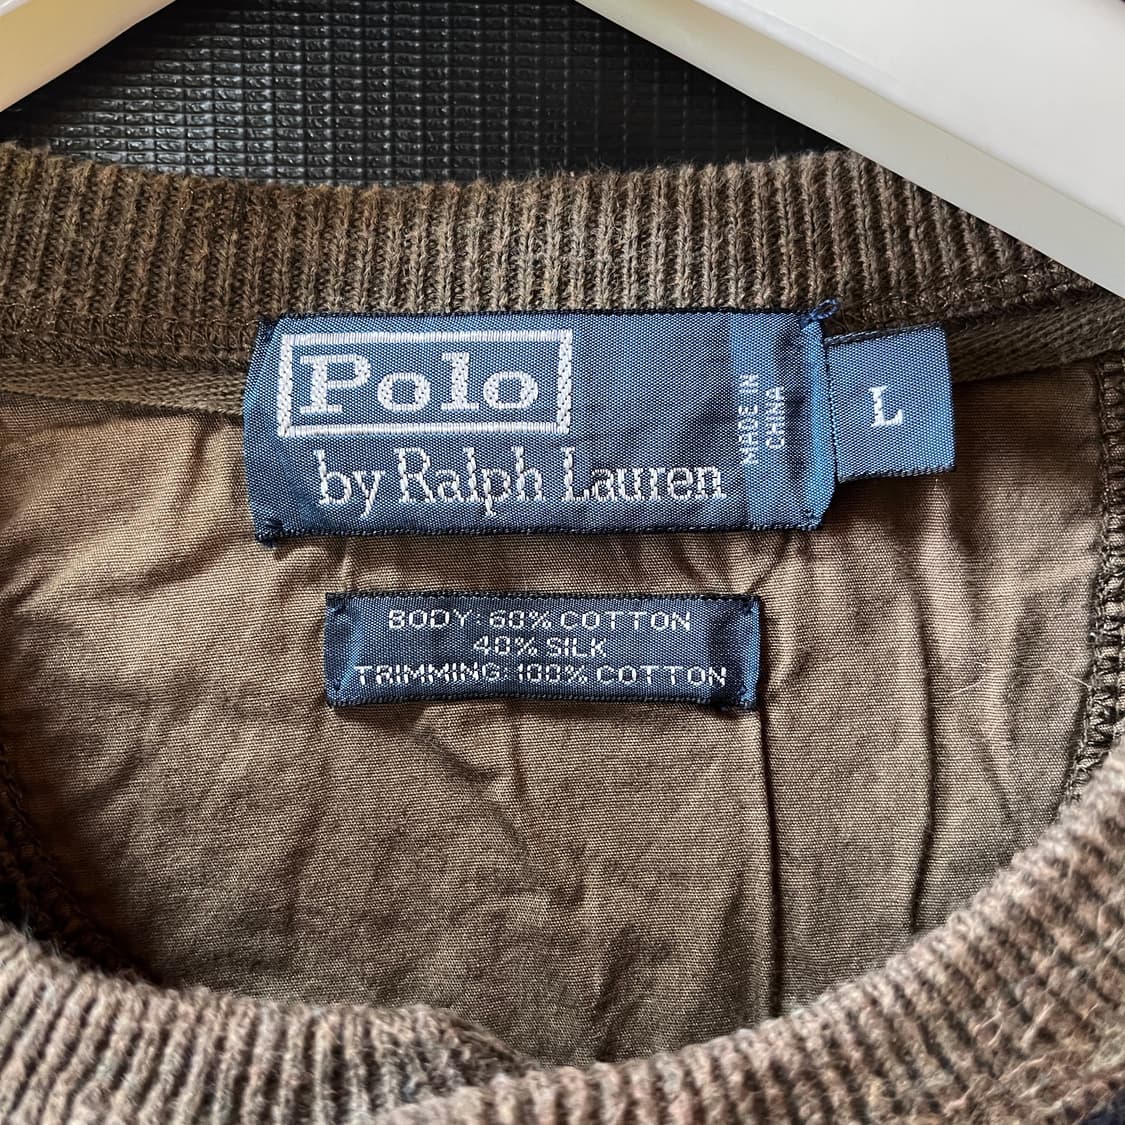 Polo
by Ralph Lauren
MADE IN
CHINA
L
BODY: 60% COTTON
40% SILK
TRIMMING: 100% COTTON